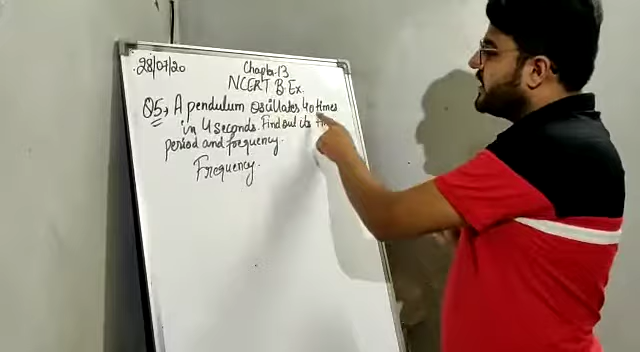 28/07/20
Chapter 13
NCERT B.Ex.
Q5→ A pendulum oscillates 40 times
in 4 seconds. Find out its
period and frequency.
Frequency.